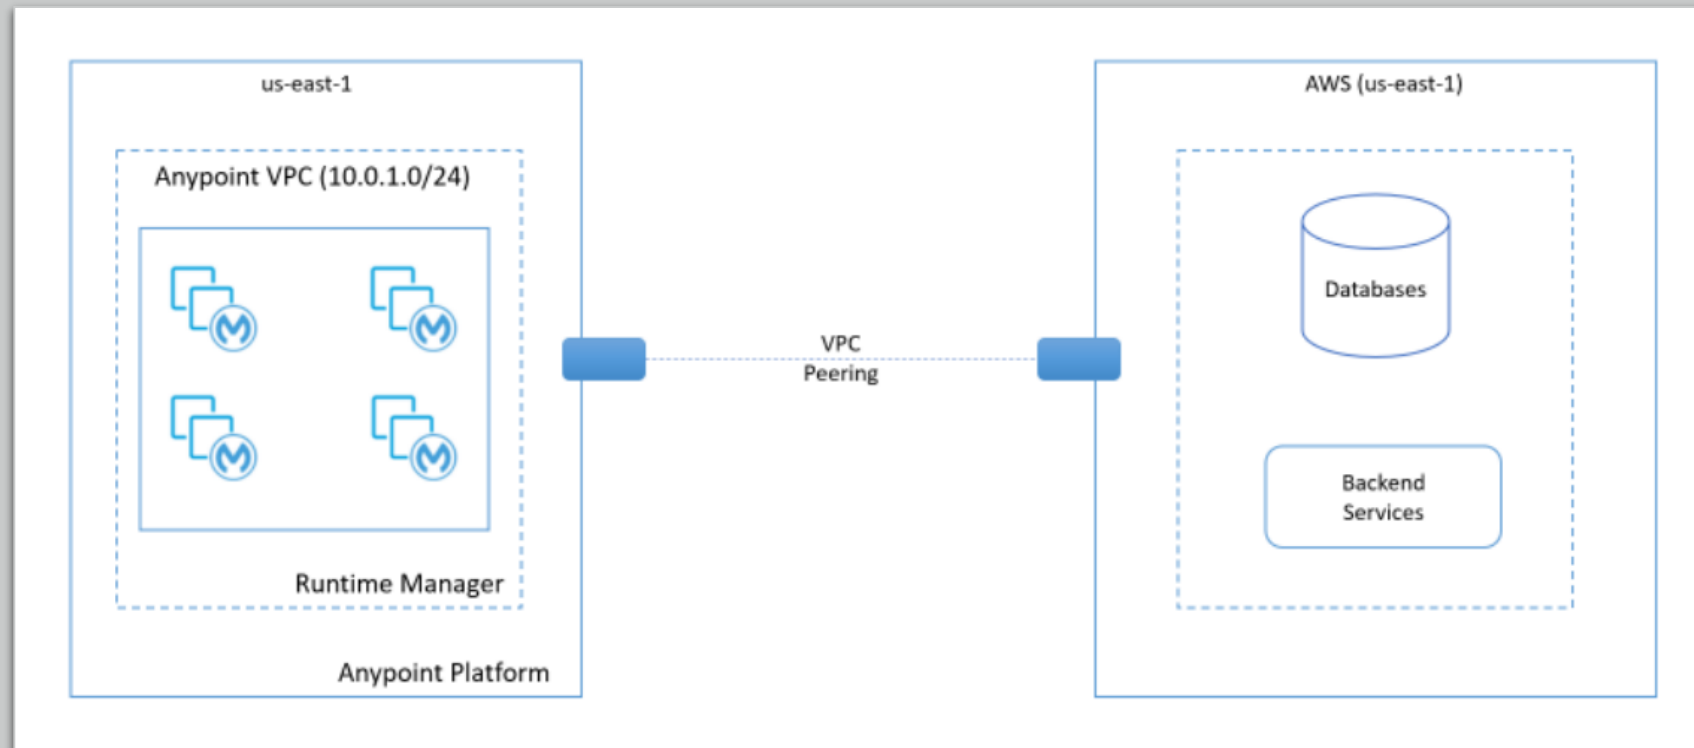 us-east-1
Anypoint VPC (10.0.1.0/24)
Runtime Manager
Anypoint Platform
VPC
Peering
AWS (us-east-1)
Databases
Backend
Services